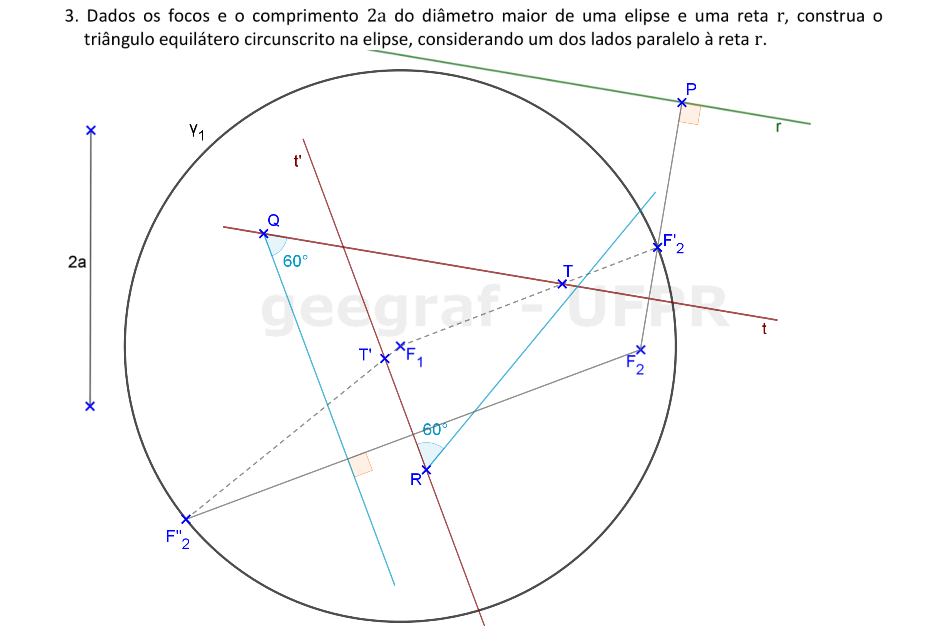 3. Dados os focos e o comprimento 2a do diâmetro maior de uma elipse e uma reta r, construa o
triângulo equilátero circunscrito na elipse, considerando um dos lados paralelo à reta r.
P
r
γ1
t'
Q
F'2
60°
2a
T
geegraf - UFPR
t
T'
F1
F2
60°
R
F"2